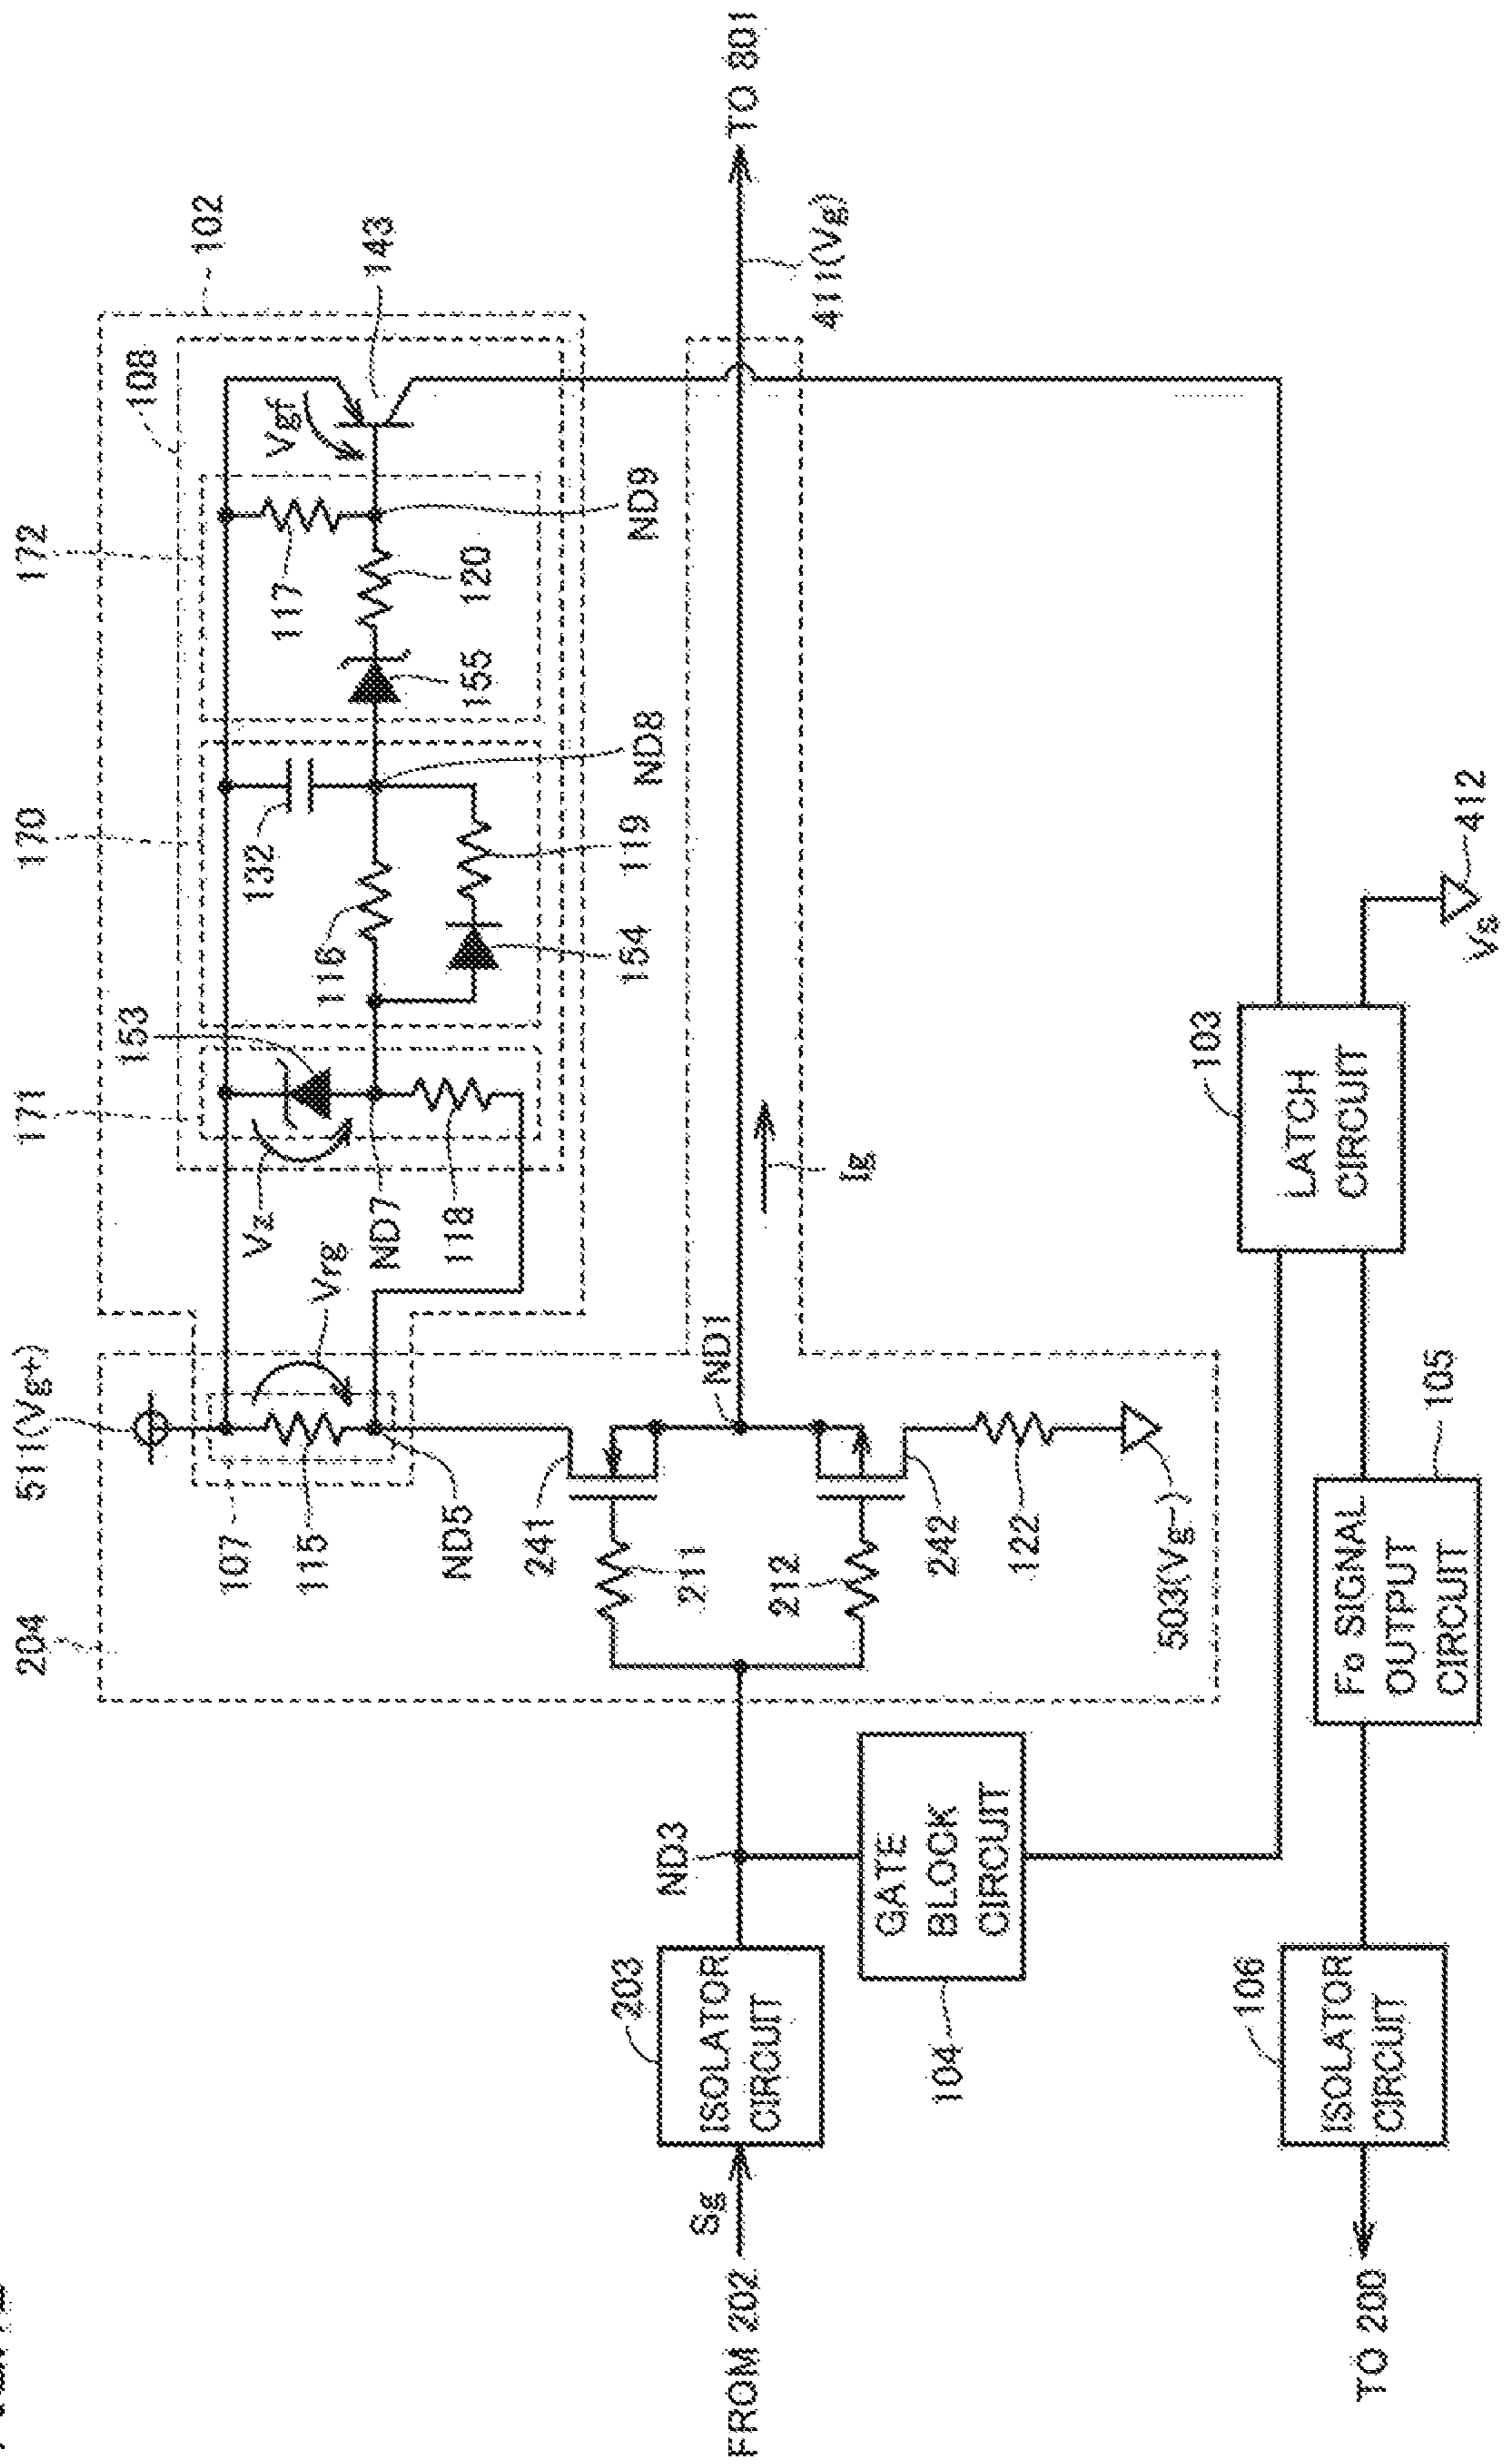 511(Vg+)
204
107
115
Vrg
ND5
241
211
212
242
122
503(Vg-)
ND1
171
153
Vz
ND7
118
170
132
116
154
119
ND8
172
108
117
120
155
ND9
Vgf
143
102
Ig
411(Vg)
TO 801
FROM 202
Sg
203
ISOLATOR
CIRCUIT
ND3
GATE
BLOCK
CIRCUIT
104
103
LATCH
CIRCUIT
412
Vs
105
Fo SIGNAL
OUTPUT
CIRCUIT
106
ISOLATOR
CIRCUIT
TO 200